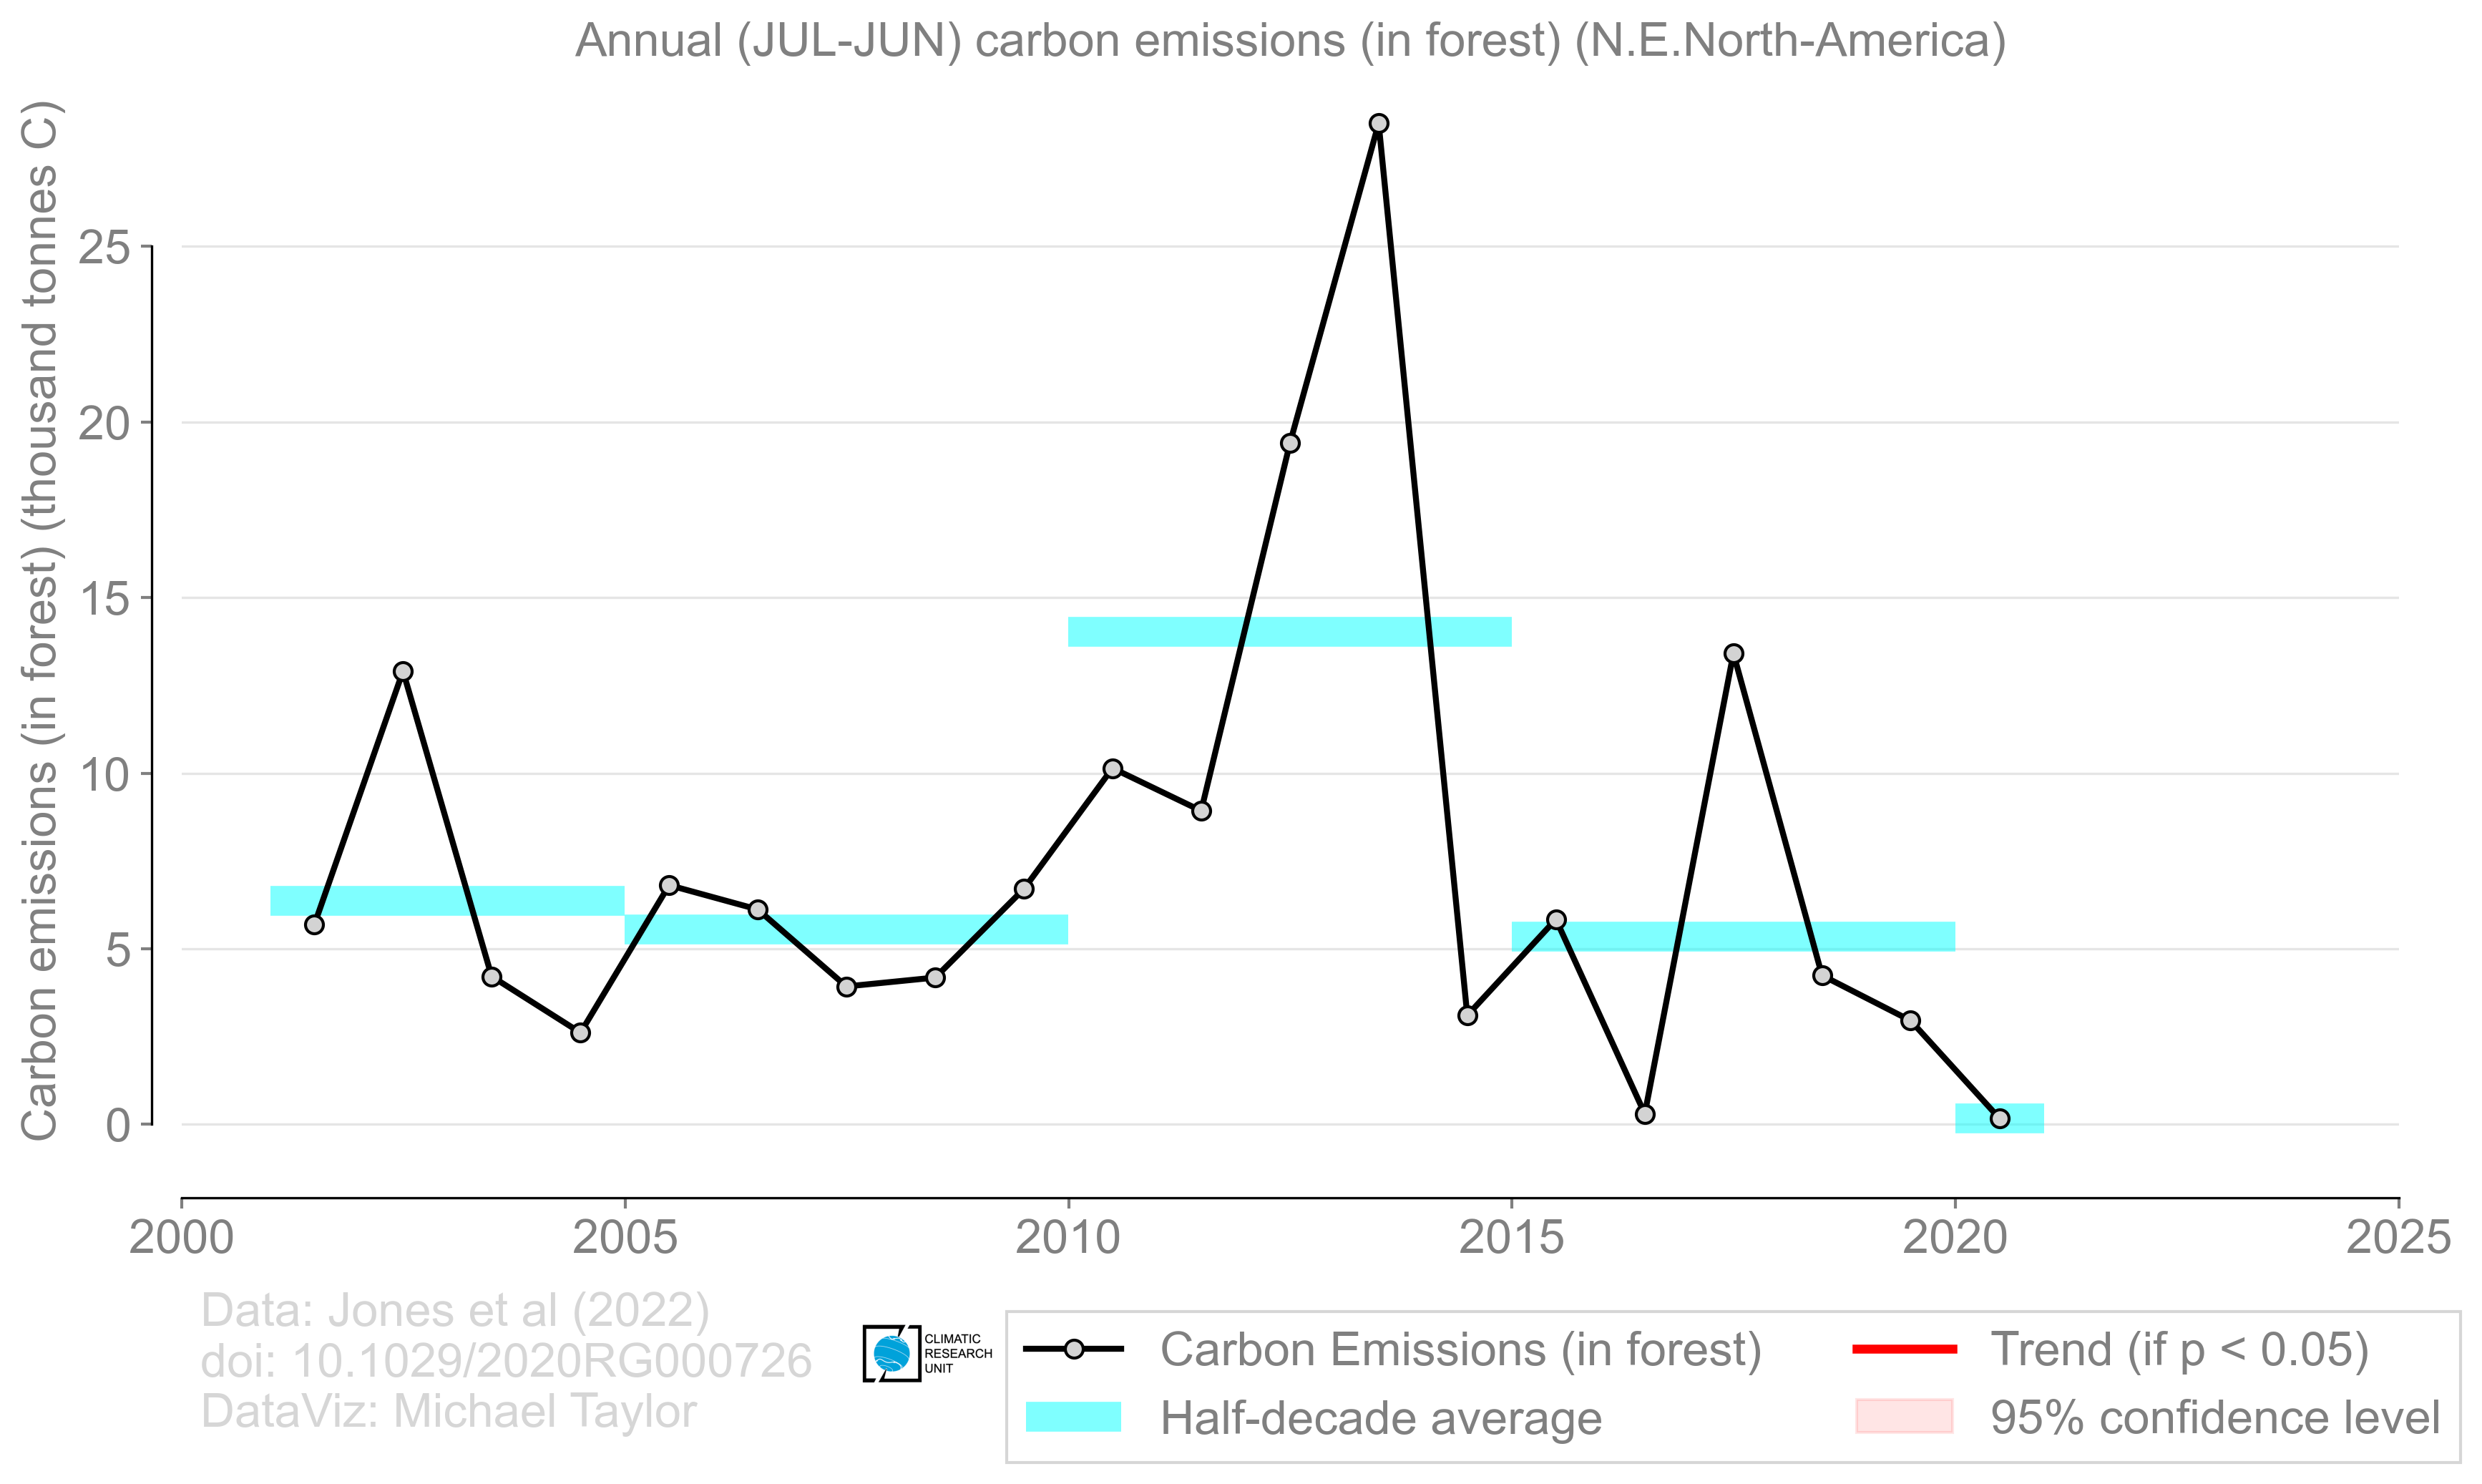 Annual (JUL-JUN) carbon emissions (in forest) (N.E.North-America)
Carbon emissions (in forest) (thousand tonnes C)
25
20
15
10
5
0
2000
2005
2010
2015
2020
2025
Data: Jones et al (2022)
doi: 10.1029/2020RG000726
DataViz: Michael Taylor
CLIMATIC
RESEARCH
UNIT
Carbon Emissions (in forest)
Half-decade average
Trend (if p < 0.05)
95% confidence level